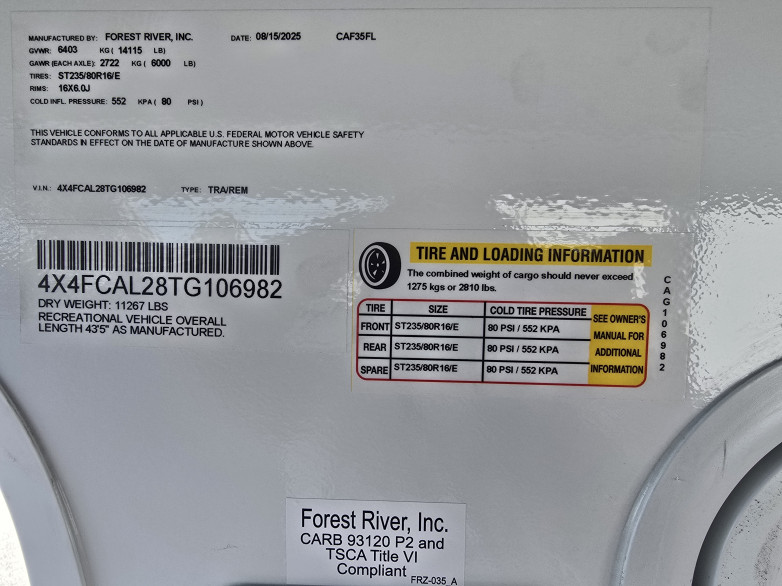 MANUFACTURED BY: FOREST RIVER, INC. DATE: 08/15/2025 CAF35FL
GVWR: 6403 KG ( 14115 LB)
GAWR (EACH AXLE): 2722 KG ( 6000 LB)
TIRES: ST235/80R16/E
RIMS: 16X6.0J
COLD INFL. PRESSURE: 552 KPA ( 80 PSI )
THIS VEHICLE CONFORMS TO ALL APPLICABLE U.S. FEDERAL MOTOR VEHICLE SAFETY
STANDARDS IN EFFECT ON THE DATE OF MANUFACTURE SHOWN ABOVE.
V.I.N.: 4X4FCAL28TG106982 TYPE: TRA/REM
4X4FCAL28TG106982
DRY WEIGHT: 11267 LBS
RECREATIONAL VEHICLE OVERALL
LENGTH 43'5" AS MANUFACTURED.
TIRE AND LOADING INFORMATION
The combined weight of cargo should never exceed
1275 kgs or 2810 lbs.
TIRE SIZE COLD TIRE PRESSURE
FRONT ST235/80R16/E 80 PSI / 552 KPA
REAR ST235/80R16/E 80 PSI / 552 KPA
SPARE ST235/80R16/E 80 PSI / 552 KPA
SEE OWNER'S
MANUAL FOR
ADDITIONAL
INFORMATION
CAG106982
Forest River, Inc.
CARB 93120 P2 and
TSCA Title VI
Compliant
FRZ-035 A